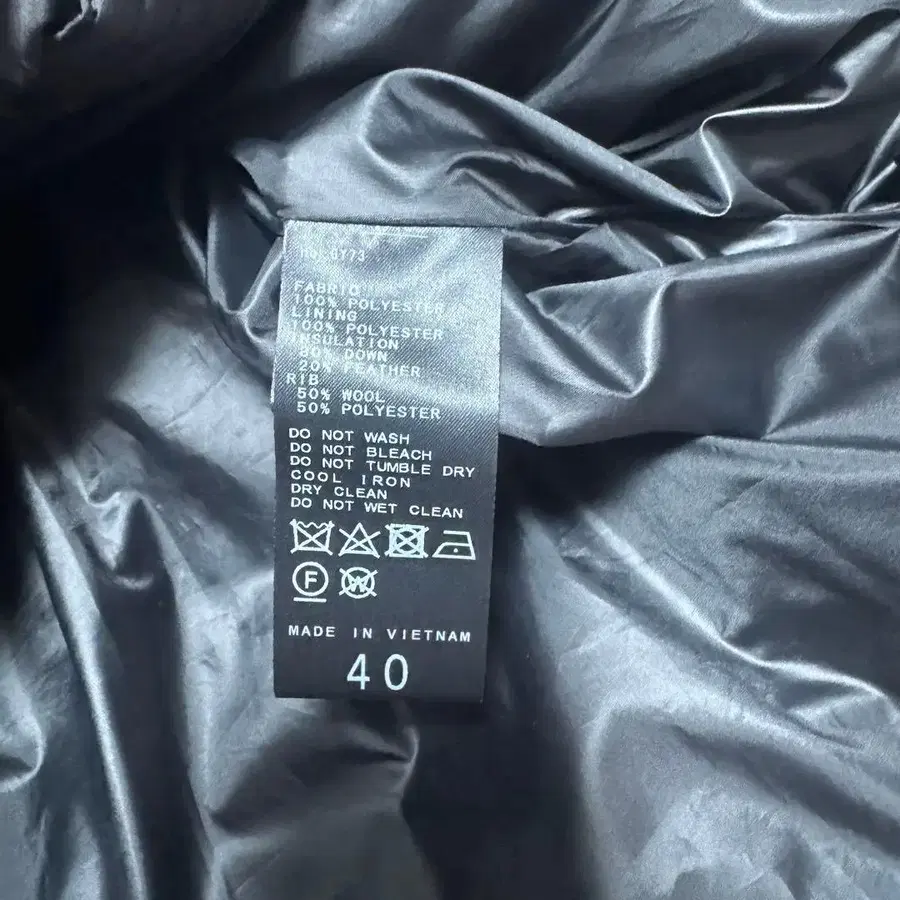 FABRIC
100% POLYESTER
LINING
100% POLYESTER
INSULATION
80% DOWN
20% FEATHER
RIB
50% WOOL
50% POLYESTER
DO NOT WASH
DO NOT BLEACH
DO NOT TUMBLE DRY
COOL IRON
DRY CLEAN
DO NOT WET CLEAN
F W
MADE IN VIETNAM
40